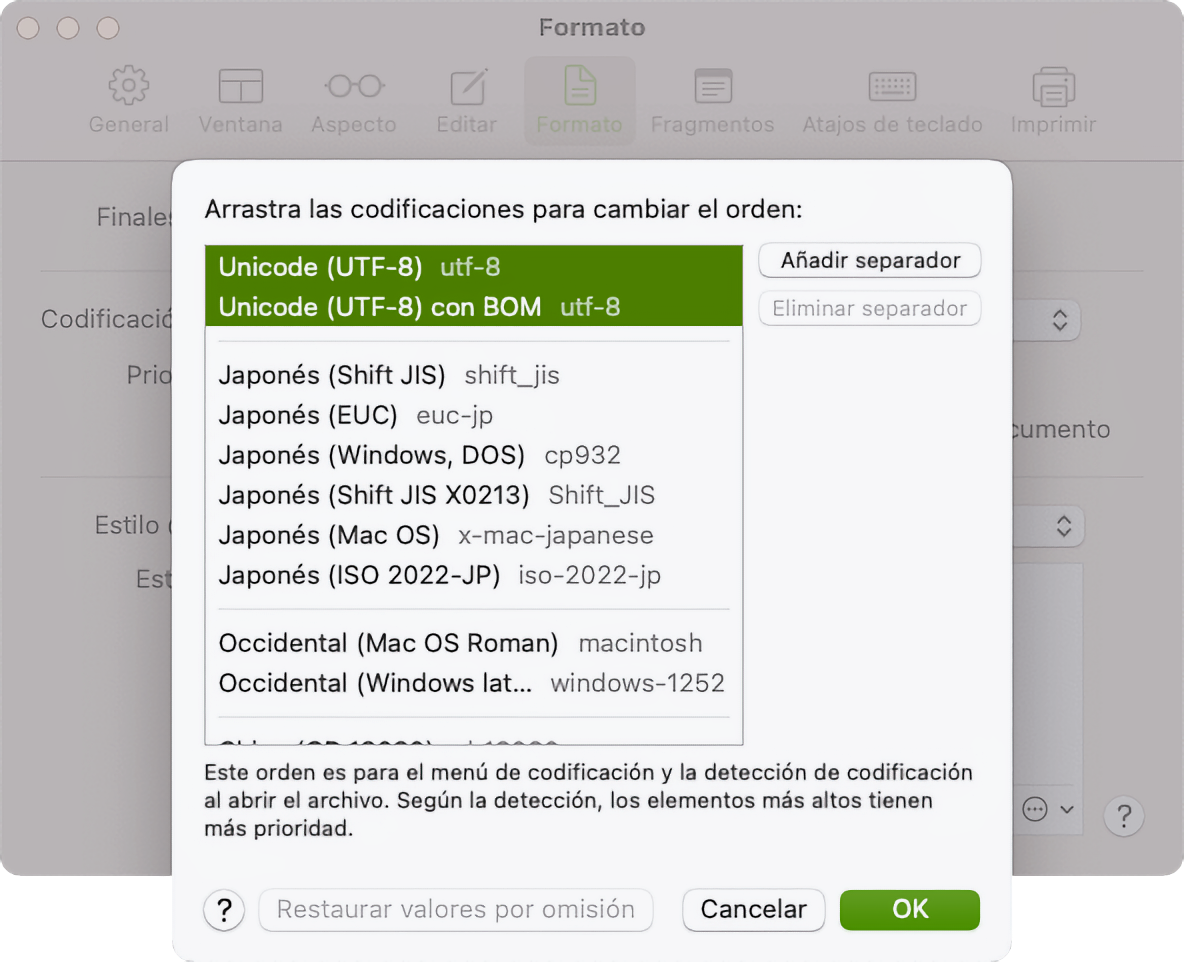 Formato
General Ventana Aspecto Editar Formato Fragmentos Atajos de teclado Imprimir
Arrastra las codificaciones para cambiar el orden:
Unicode (UTF-8) utf-8
Unicode (UTF-8) con BOM utf-8
Japonés (Shift JIS) shift_jis
Japonés (EUC) euc-jp
Japonés (Windows, DOS) cp932
Japonés (Shift JIS X0213) Shift_JIS
Japonés (Mac OS) x-mac-japanese
Japonés (ISO 2022-JP) iso-2022-jp
Occidental (Mac OS Roman) macintosh
Occidental (Windows lat... windows-1252
Añadir separador
Eliminar separador
Este orden es para el menú de codificación y la detección de codificación
al abrir el archivo. Según la detección, los elementos más altos tienen
más prioridad.
? Restaurar valores por omisión Cancelar OK
Finales
Codificació
Prio
cumento
Estilo
Est
?